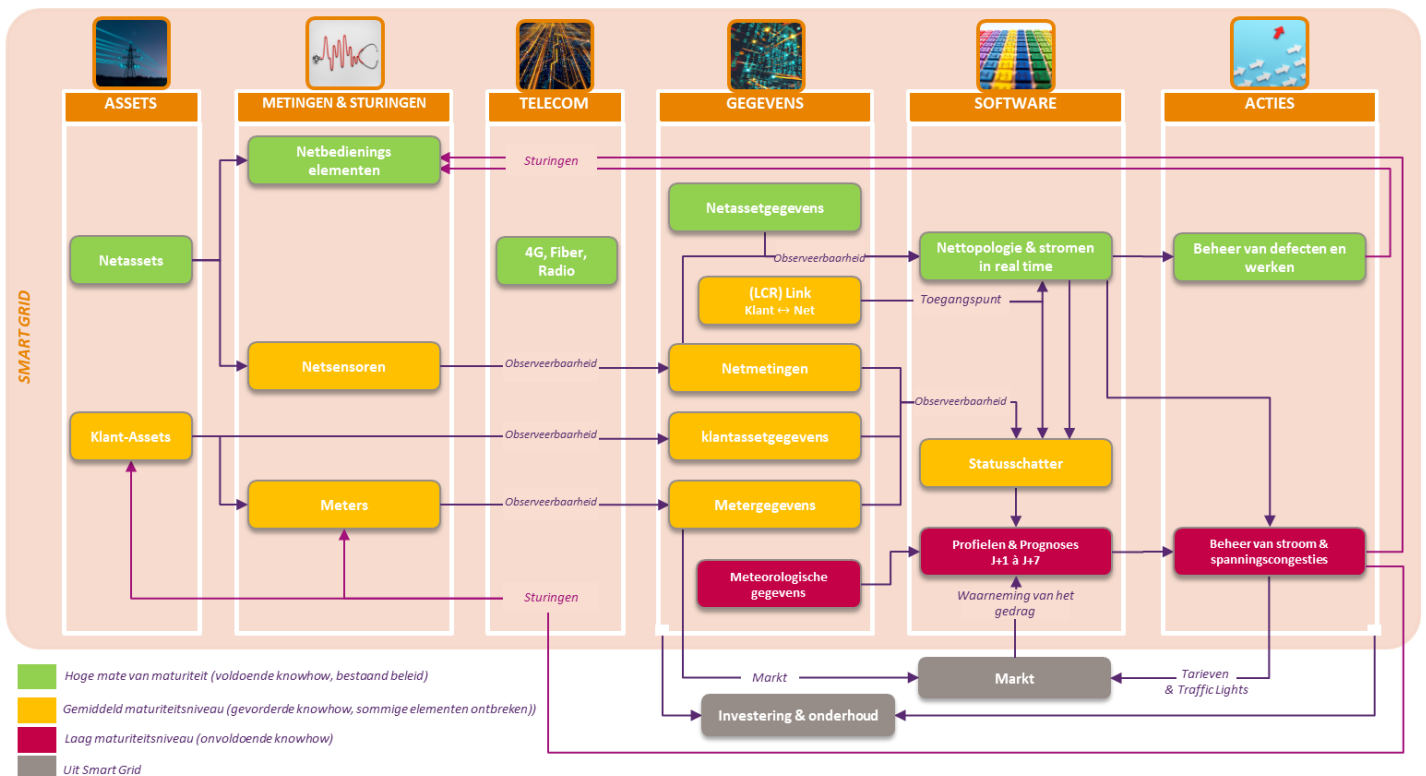 ASSETS
METINGEN & STURINGEN
TELECOM
GEGEVENS
SOFTWARE
ACTIES
SMART GRID
Netbedienings
elementen
Sturingen
Netassetgegevens
Netassets
4G, Fiber,
Radio
Observeerbaarheid
Nettopologie & stromen
in real time
Beheer van defecten en
werken
(LCR) Link
Klant ↔ Net
Toegangspunt
Netsensoren
Observeerbaarheid
Netmetingen
Observeerbaarheid
Klant-Assets
Observeerbaarheid
klantassetgegevens
Statusschatter
Meters
Observeerbaarheid
Metergegevens
Profielen & Prognoses
J+1 à J+7
Beheer van stroom &
spanningscongesties
Meteorologische
gegevens
Sturingen
Waarneming van het
gedrag
Markt
Markt
Tarieven
& Traffic Lights
Investering & onderhoud
Hoge mate van maturiteit (voldoende knowhow, bestaand beleid)
Gemiddeld maturiteitsniveau (gevorderde knowhow, sommige elementen ontbreken))
Laag maturiteitsniveau (onvoldoende knowhow)
Uit Smart Grid